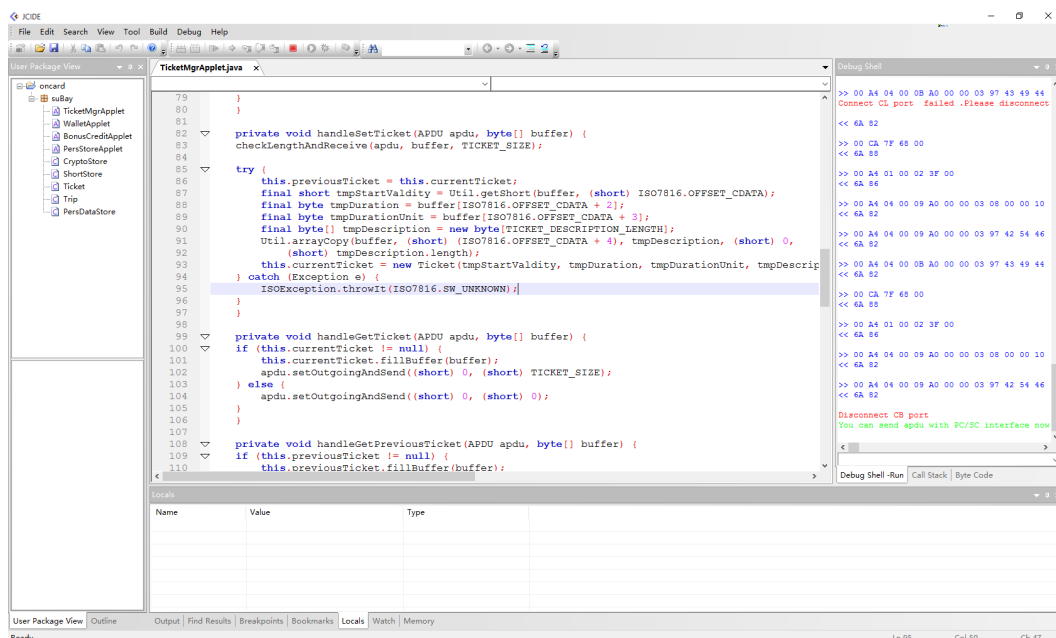 JCIDE
File Edit Search View Tool Build Debug Help
User Package View
oncard
suBay
TicketMgrApplet
WalletApplet
BonusCreditApplet
PersStoreApplet
CryptoStore
ShortStore
Ticket
Trip
PersDataStore
TicketMgrApplet.java x
79 }
80 }
81
82 private void handleSetTicket(APDU apdu, byte[] buffer) {
83 checkLengthAndReceive(apdu, buffer, TICKET_SIZE);
84
85 try {
86 this.previousTicket = this.currentTicket;
87 final short tmpStartValdity = Util.getShort(buffer, (short) ISO7816.OFFSET_CDATA);
88 final byte tmpDuration = buffer[ISO7816.OFFSET_CDATA + 2];
89 final byte tmpDurationUnit = buffer[ISO7816.OFFSET_CDATA + 3];
90 final byte[] tmpDescription = new byte[TICKET_DESCRIPTION_LENGTH];
91 Util.arrayCopy(buffer, (short) (ISO7816.OFFSET_CDATA + 4), tmpDescription, (short) 0,
92 (short) tmpDescription.length);
93 this.currentTicket = new Ticket(tmpStartValdity, tmpDuration, tmpDurationUnit, tmpDescrip
94 } catch (Exception e) {
95 ISOException.throwIt(ISO7816.SW_UNKNOWN);
96 }
97 }
98
99 private void handleGetTicket(APDU apdu, byte[] buffer) {
100 if (this.currentTicket != null) {
101 this.currentTicket.fillBuffer(buffer);
102 apdu.setOutgoingAndSend((short) 0, (short) TICKET_SIZE);
103 } else {
104 apdu.setOutgoingAndSend((short) 0, (short) 0);
105 }
106 }
107
108 private void handleGetPreviousTicket(APDU apdu, byte[] buffer) {
109 if (this.previousTicket != null) {
110 this.previousTicket.fillBuffer(buffer);
Debug Shell
>> 00 A4 04 00 0B A0 00 00 03 97 43 49 44
Connect CL port failed .Please disconnect
<< 6A 82
>> 00 CA 7F 68 00
<< 6A 88
>> 00 A4 01 00 02 3F 00
<< 6A 86
>> 00 A4 04 00 09 A0 00 00 03 08 00 00 10
<< 6A 82
>> 00 A4 04 00 09 A0 00 00 03 97 42 54 46
<< 6A 82
>> 00 A4 04 00 0B A0 00 00 03 97 43 49 44
<< 6A 82
>> 00 CA 7F 68 00
<< 6A 88
>> 00 A4 01 00 02 3F 00
<< 6A 86
>> 00 A4 04 00 09 A0 00 00 03 08 00 00 10
<< 6A 82
>> 00 A4 04 00 09 A0 00 00 03 97 42 54 46
<< 6A 82
Disconnect CB port
You can send apdu with PC/SC interface now
Debug Shell -Run Call Stack Byte Code
Locals
Name Value Type
User Package View Outline
Output Find Results Breakpoints Bookmarks Locals Watch Memory
Ready Ln 95 Col 50 Ch 47